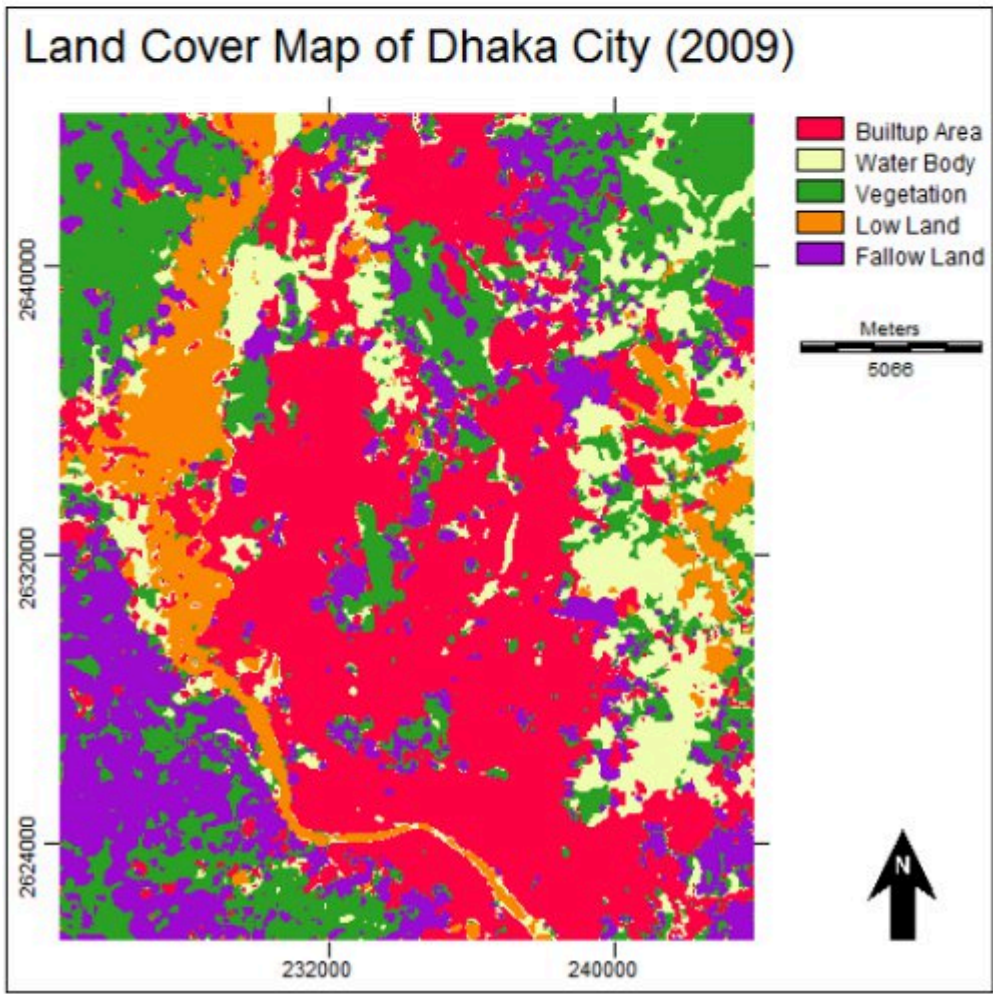 Land Cover Map of Dhaka City (2009)
Builtup Area
Water Body
Vegetation
Low Land
Fallow Land
Meters
5066
2640000
2632000
2624000
232000
240000
N